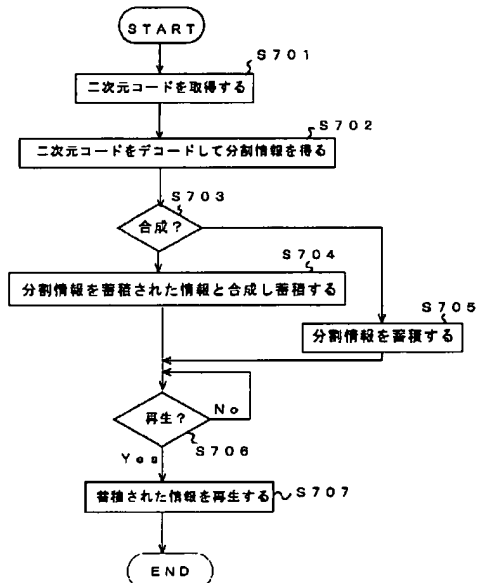 START
S701
二次元コードを取得する
S702
二次元コードをデコードして分割情報を得る
S703
合成?
S704
分割情報を蓄積された情報と合成し蓄積する
S705
分割情報を蓄積する
再生?
No
S706
Yes
蓄積された情報を再生する
S707
END